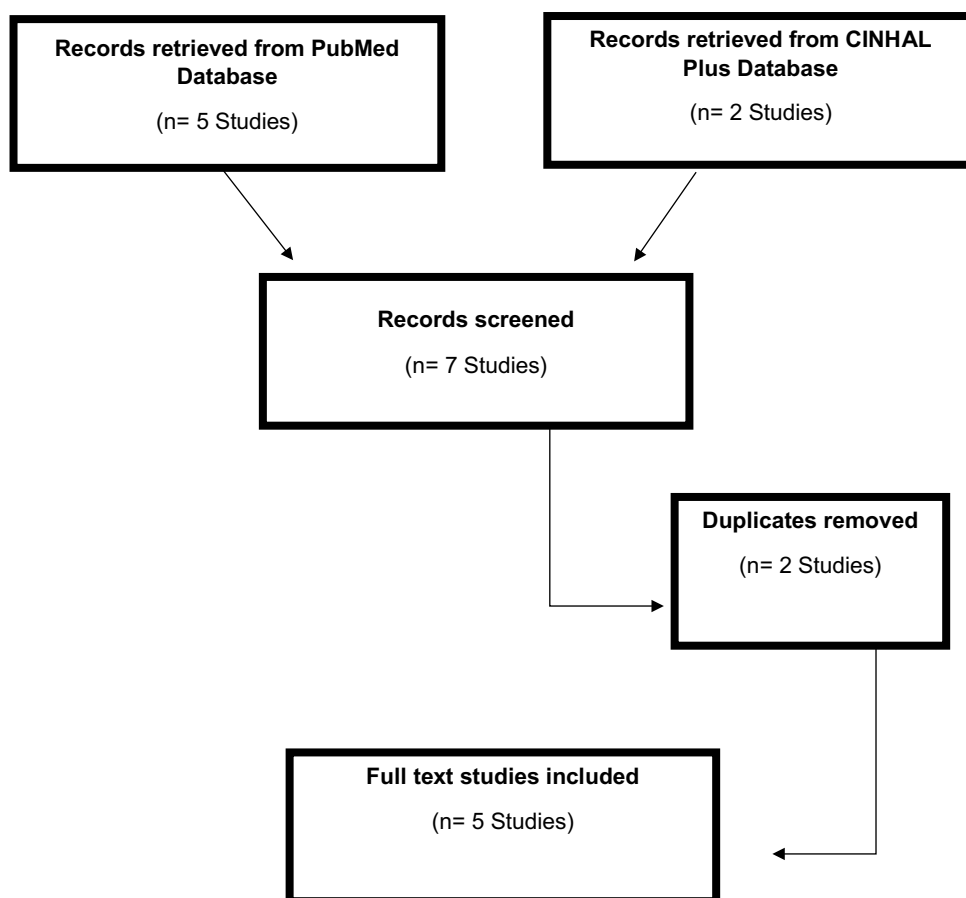 Records retrieved from PubMed
Database
(n= 5 Studies)
Records retrieved from CINHAL
Plus Database
(n= 2 Studies)
Records screened
(n= 7 Studies)
Duplicates removed
(n= 2 Studies)
Full text studies included
(n= 5 Studies)